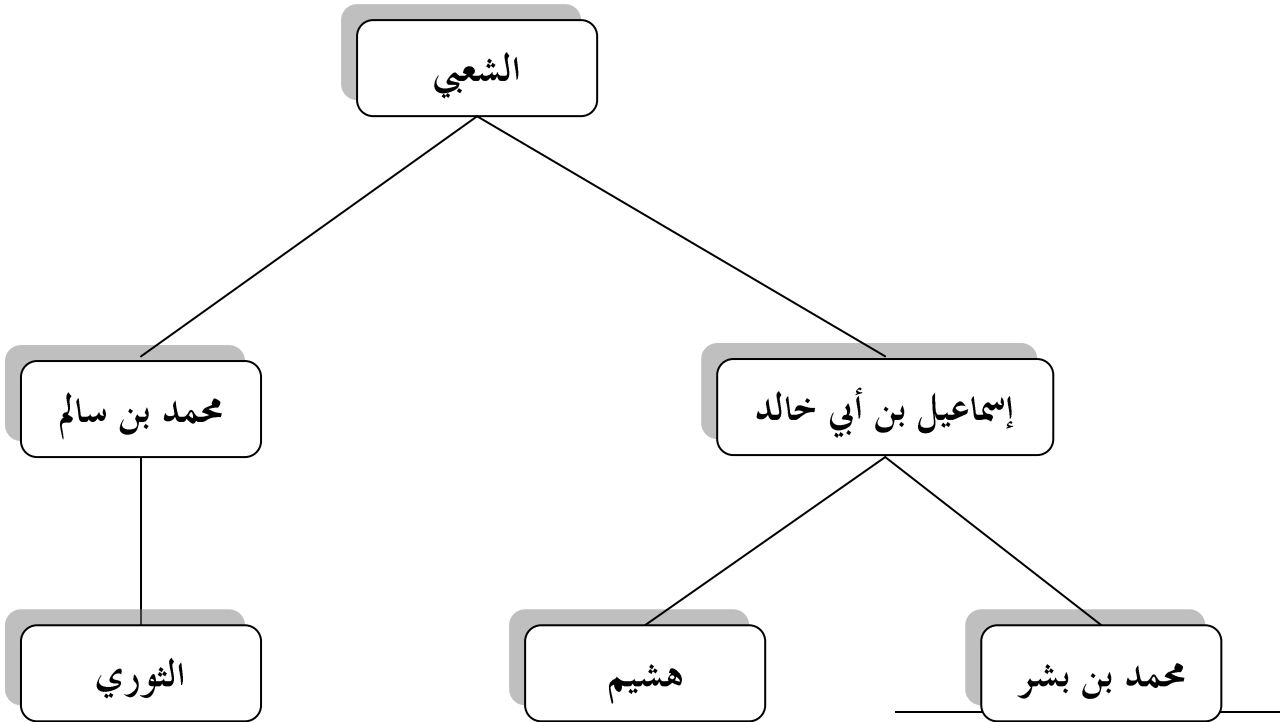 الشعبي
إسماعيل بن أبي خالد
محمد بن سالم
محمد بن بشر
هشيم
الثوري